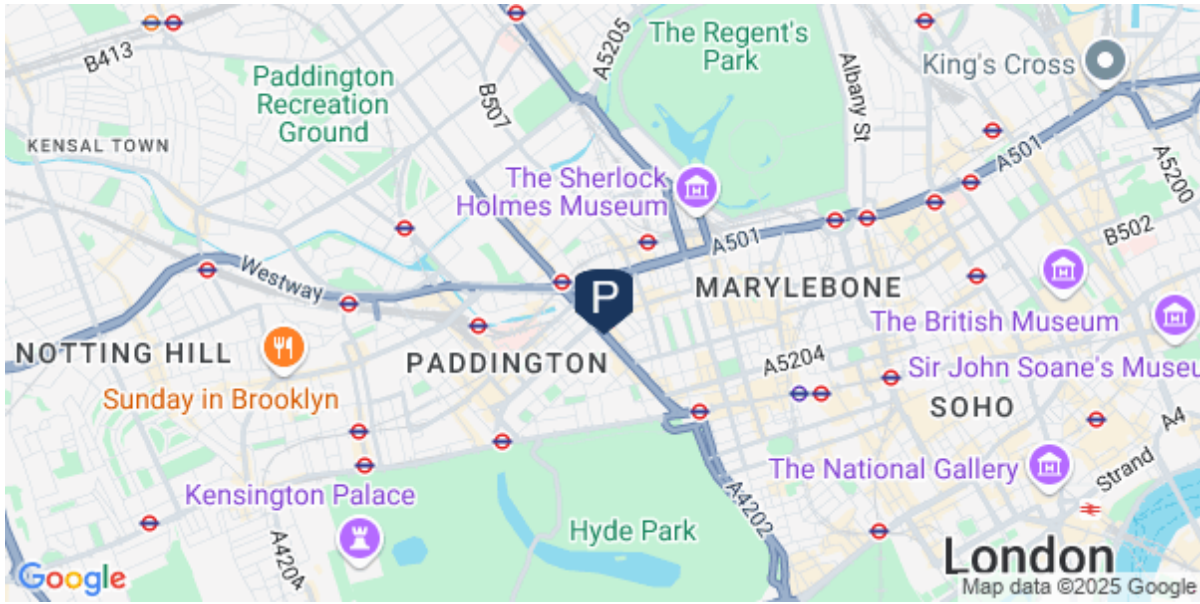 B413
A5205
The Regent's
Park
King's Cross
Paddington
Recreation
Ground
B507
Albany St
KENSAL TOWN
A501
A5200
The Sherlock
Holmes Museum
A501
B502
Westway
MARYLEBONE
P
The British Museum
NOTTING HILL
PADDINGTON
A5204
Sir John Soane's Museu
Sunday in Brooklyn
SOHO
A4
The National Gallery
Strand
Kensington Palace
A4202
Hyde Park
A4204
London
Google
Map data ©2025 Google